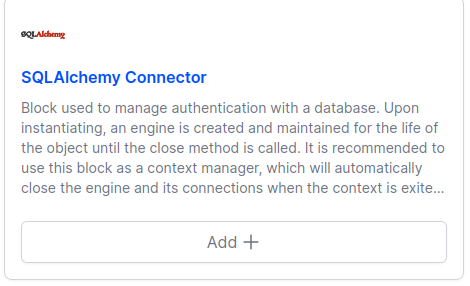 SQLAlchemy
SQLAlchemy Connector
Block used to manage authentication with a database. Upon
instantiating, an engine is created and maintained for the life of
the object until the close method is called. It is recommended to
use this block as a context manager, which will automatically
close the engine and its connections when the context is exite...
Add +